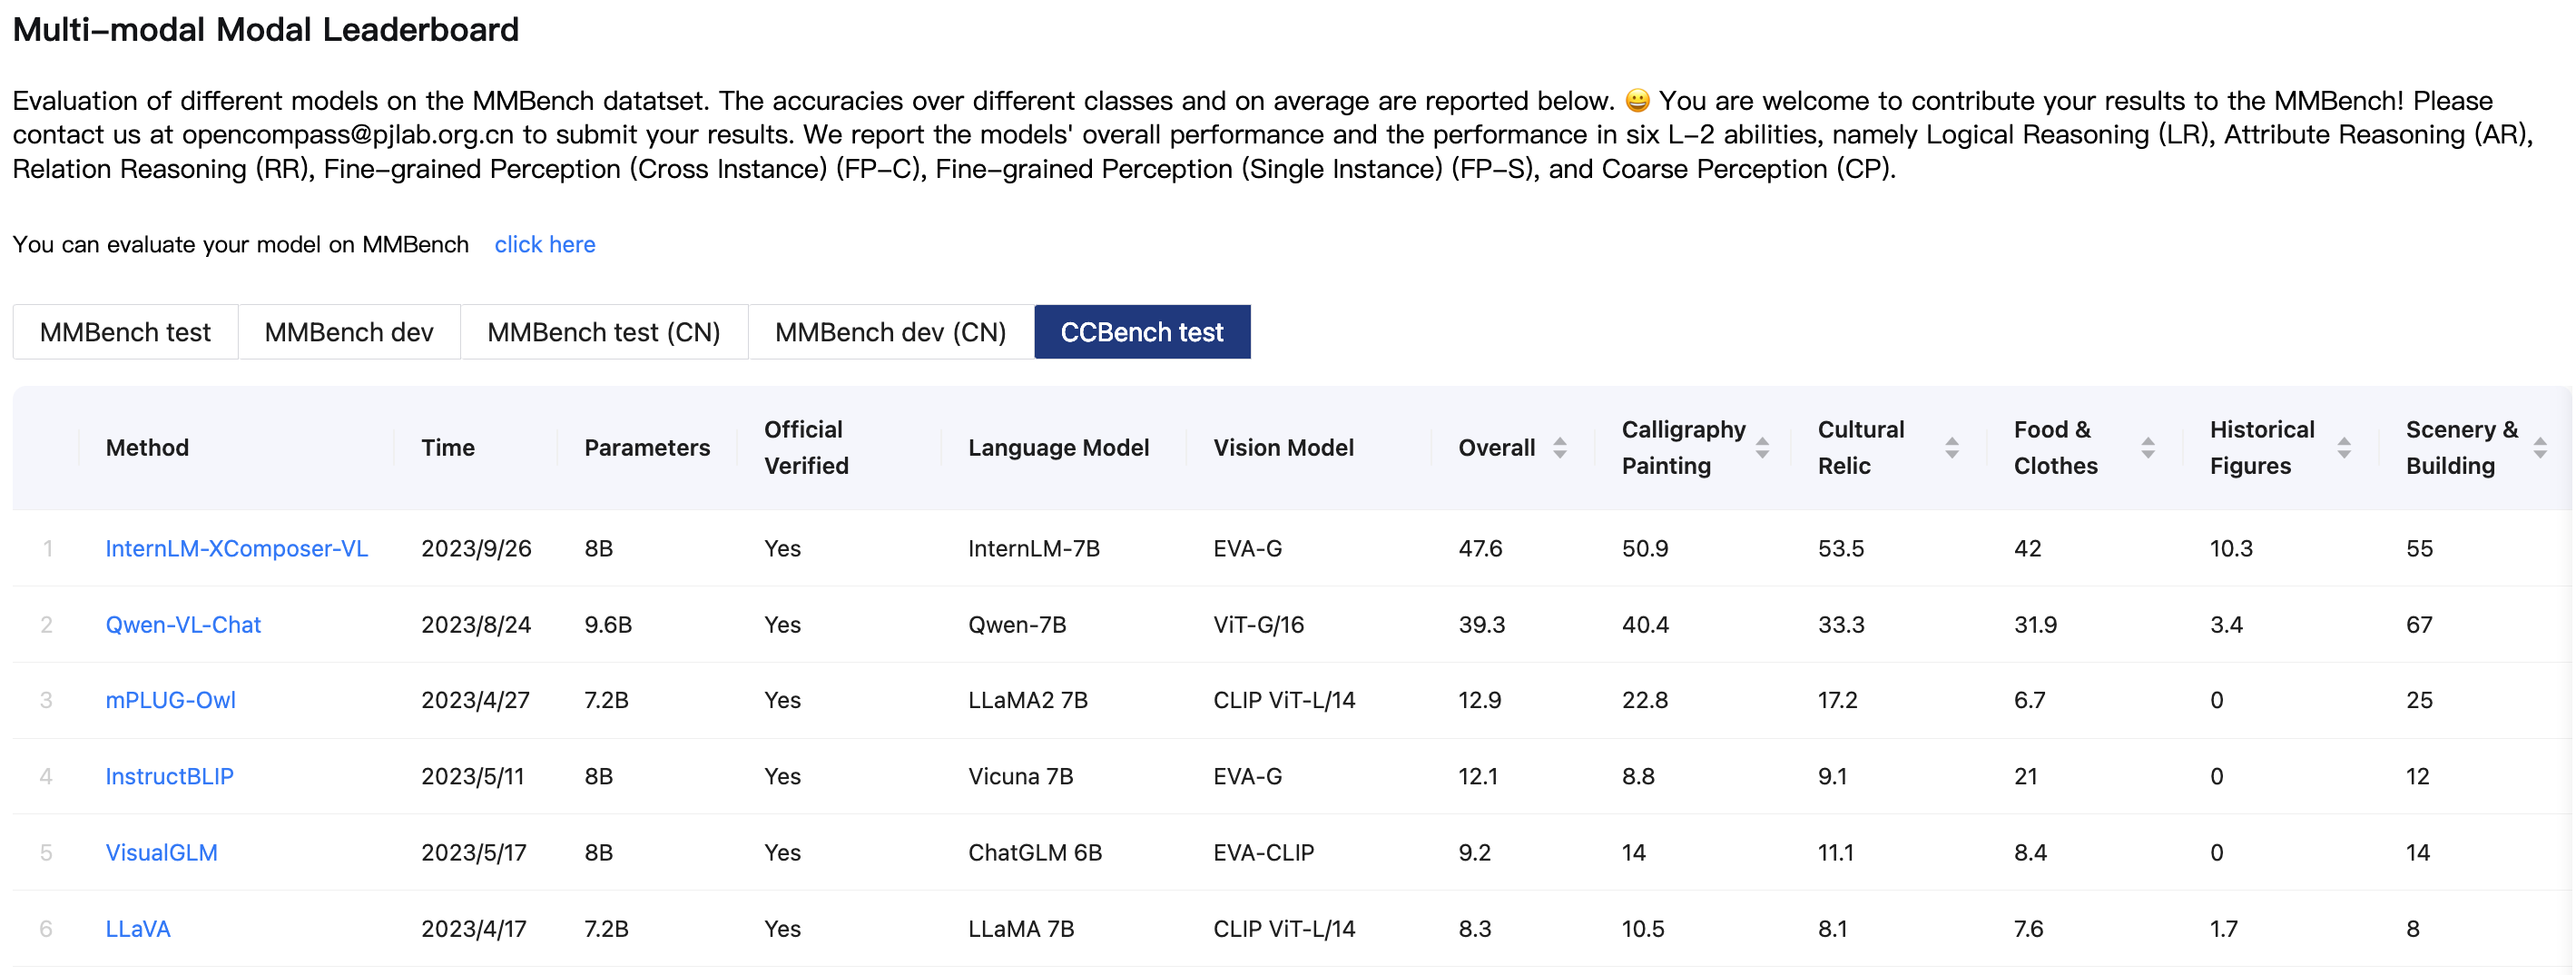 Multi-modal Modal Leaderboard
Evaluation of different models on the MMBench datatset. The accuracies over different classes and on average are reported below. 😀 You are welcome to contribute your results to the MMBench! Please
contact us at opencompass@pjlab.org.cn to submit your results. We report the models' overall performance and the performance in six L-2 abilities, namely Logical Reasoning (LR), Attribute Reasoning (AR),
Relation Reasoning (RR), Fine-grained Perception (Cross Instance) (FP-C), Fine-grained Perception (Single Instance) (FP-S), and Coarse Perception (CP).
You can evaluate your model on MMBench click here
MMBench test MMBench dev MMBench test (CN) MMBench dev (CN) CCBench test
Method Time Parameters Official Verified Language Model Vision Model Overall Calligraphy Painting Cultural Relic Food & Clothes Historical Figures Scenery & Building
1 InternLM-XComposer-VL 2023/9/26 8B Yes InternLM-7B EVA-G 47.6 50.9 53.5 42 10.3 55
2 Qwen-VL-Chat 2023/8/24 9.6B Yes Qwen-7B ViT-G/16 39.3 40.4 33.3 31.9 3.4 67
3 mPLUG-Owl 2023/4/27 7.2B Yes LLaMA2 7B CLIP ViT-L/14 12.9 22.8 17.2 6.7 0 25
4 InstructBLIP 2023/5/11 8B Yes Vicuna 7B EVA-G 12.1 8.8 9.1 21 0 12
5 VisualGLM 2023/5/17 8B Yes ChatGLM 6B EVA-CLIP 9.2 14 11.1 8.4 0 14
6 LLaVA 2023/4/17 7.2B Yes LLaMA 7B CLIP ViT-L/14 8.3 10.5 8.1 7.6 1.7 8